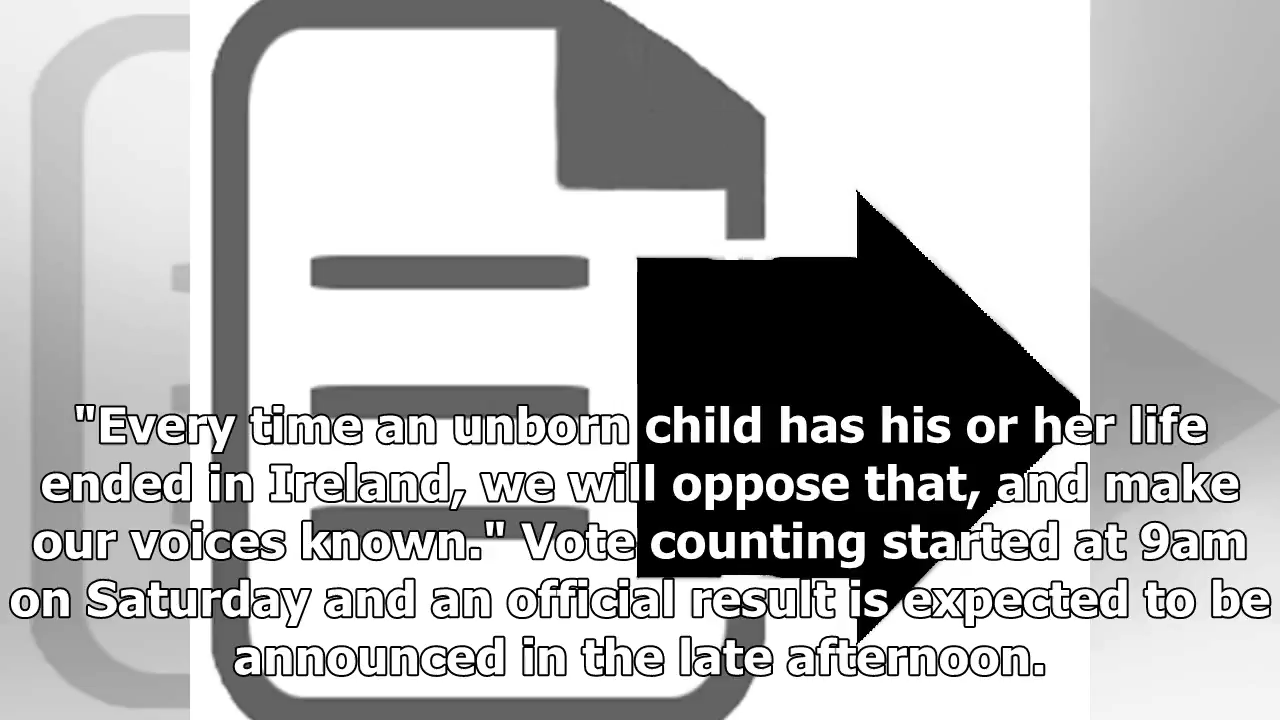 "Every time an unborn child has his or her life
ended in Ireland, we will oppose that, and make
our voices known." Vote counting started at 9am
on Saturday and an official result is expected to be
announced in the late afternoon.